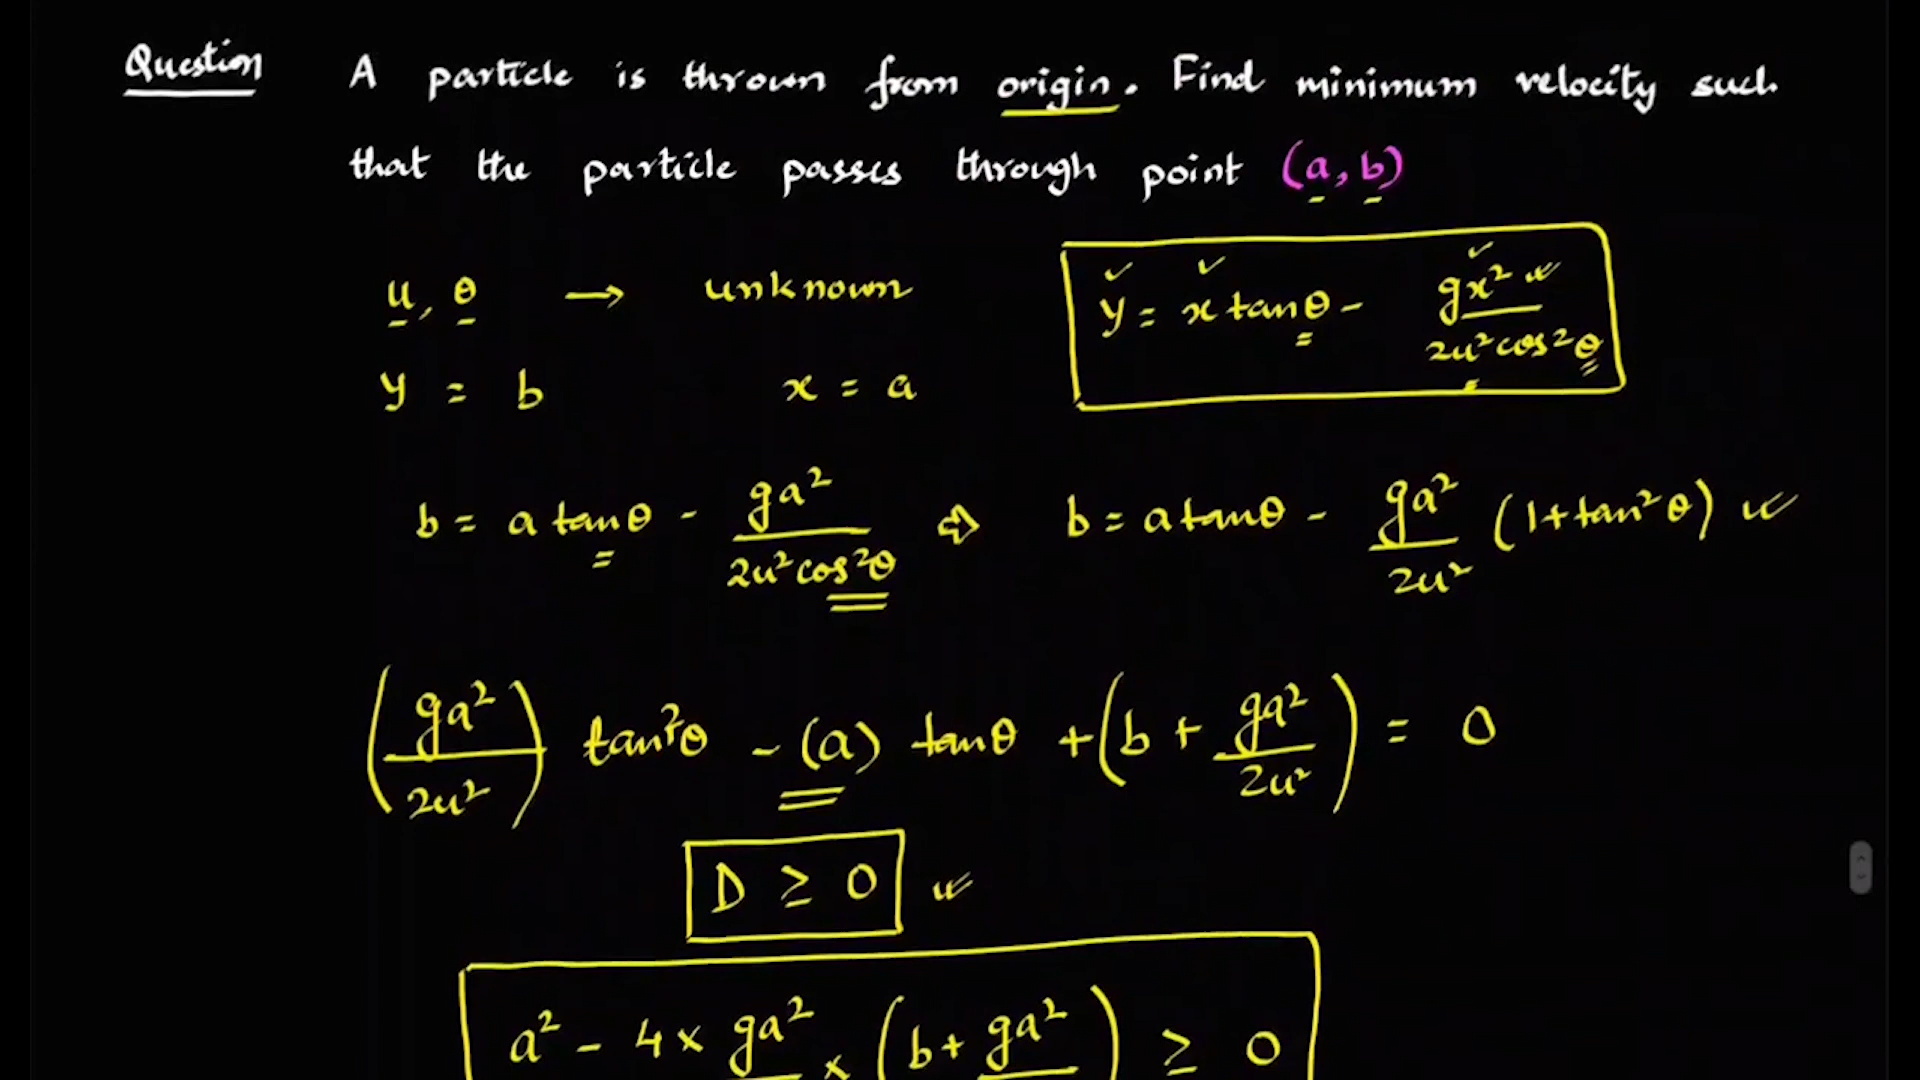 Question A particle is thrown from origin. Find minimum velocity such
that the particle passes through point (a, b)
u, θ → unknown
y = x tanθ - gx²/2u²cos²θ
y = b x = a
b = a tanθ - ga²/2u²cos²θ ⇒ b = a tanθ - ga²/2u² (1+tan²θ)
(ga²/2u²) tan²θ - (a) tanθ + (b + ga²/2u²) = 0
D ≥ 0
a² - 4 × ga² × (b + ga²) ≥ 0